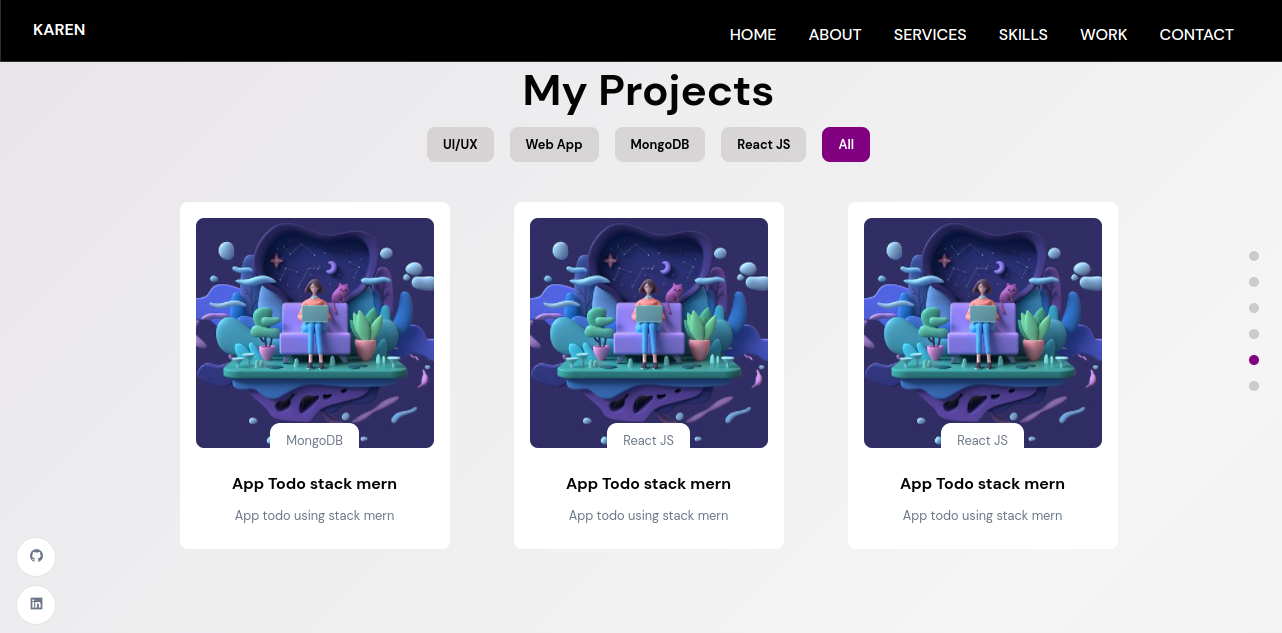 KAREN
HOME ABOUT SERVICES SKILLS WORK CONTACT
My Projects
UI/UX Web App MongoDB React JS All
MongoDB
App Todo stack mern
App todo using stack mern
React JS
App Todo stack mern
App todo using stack mern
React JS
App Todo stack mern
App todo using stack mern